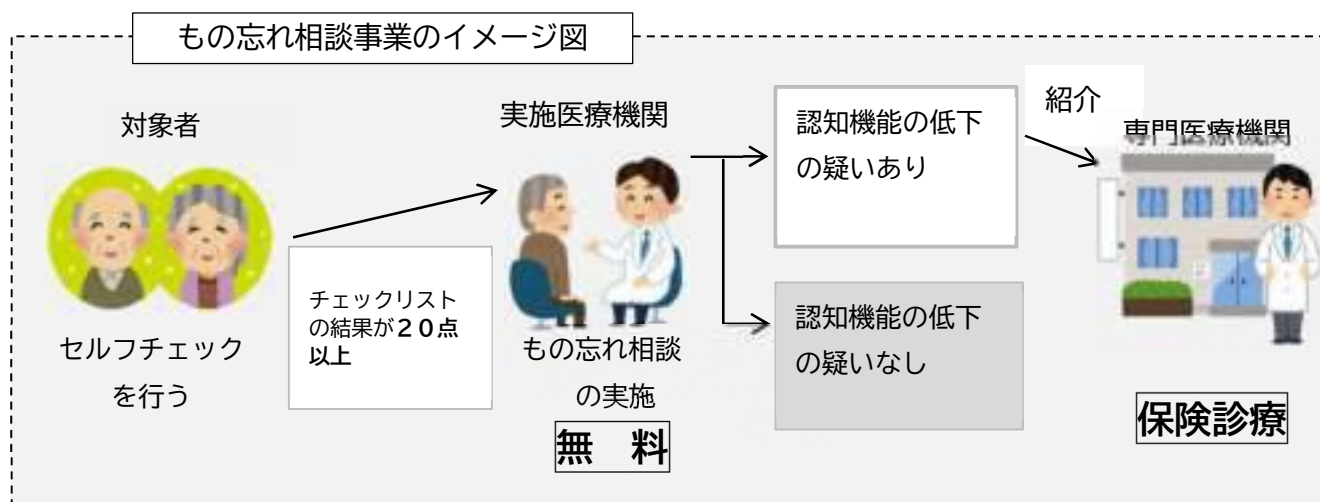 もの忘れ相談事業のイメージ図
対象者
セルフチェック
を行う
チェックリスト
の結果が２０点
以上
実施医療機関
もの忘れ相談
の実施
無　料
認知機能の低下
の疑いあり
認知機能の低下
の疑いなし
紹介
専門医療機関
保険診療